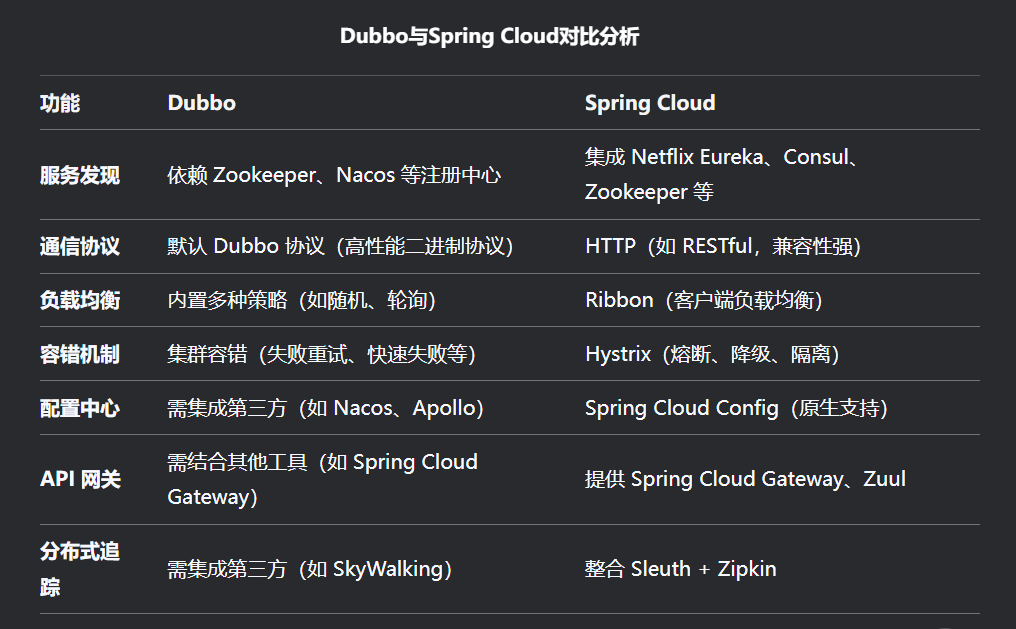 Dubbo与Spring Cloud对比分析
功能 Dubbo Spring Cloud
服务发现 依赖 Zookeeper、Nacos 等注册中心 集成 Netflix Eureka、Consul、
Zookeeper 等
通信协议 默认 Dubbo 协议（高性能二进制协议） HTTP（如 RESTful，兼容性强）
负载均衡 内置多种策略（如随机、轮询） Ribbon（客户端负载均衡）
容错机制 集群容错（失败重试、快速失败等） Hystrix（熔断、降级、隔离）
配置中心 需集成第三方（如 Nacos、Apollo） Spring Cloud Config（原生支持）
API 网关 需结合其他工具（如 Spring Cloud
Gateway） 提供 Spring Cloud Gateway、Zuul
分布式追
踪 需集成第三方（如 SkyWalking） 整合 Sleuth + Zipkin